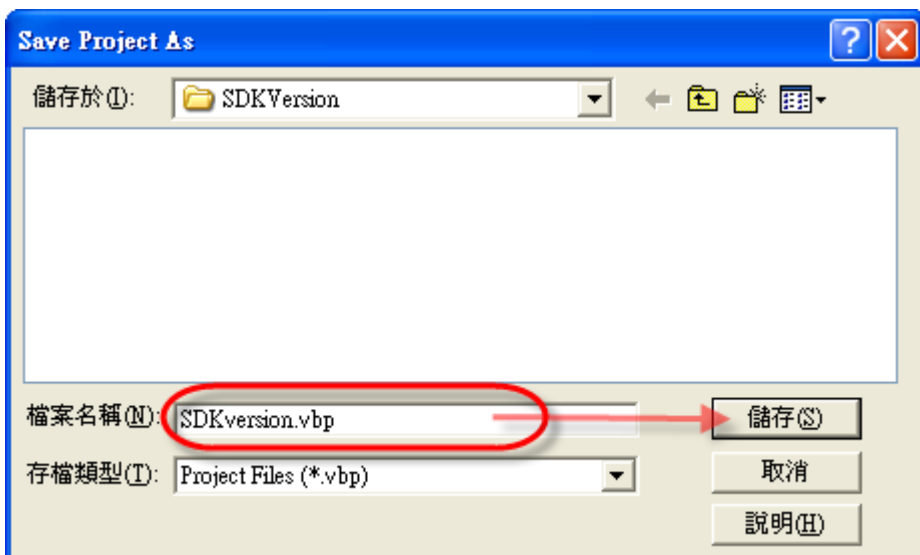 Save Project As
儲存於(I): SDKVersion
檔案名稱(N): SDKversion.vbp 儲存(S)
存檔類型(T): Project Files (*.vbp) 取消
說明(H)